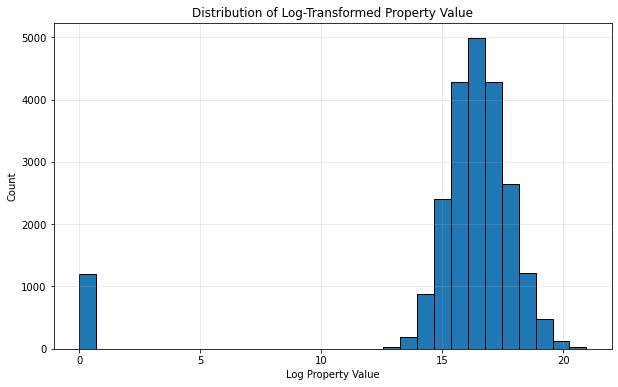 Distribution of Log-Transformed Property Value
5000
4000
3000
2000
1000
0
Count
0 5 10 15 20
Log Property Value